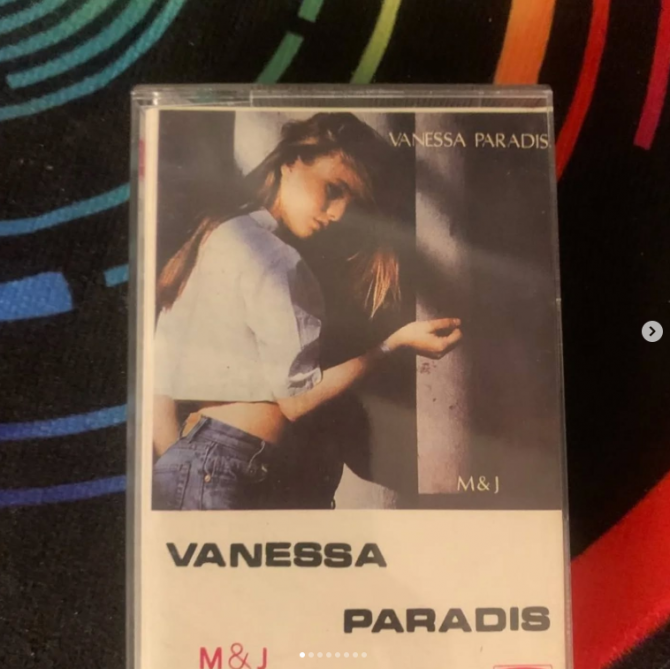 VANESSA PARADIS
M & J
VANESSA
PARADIS
M & J